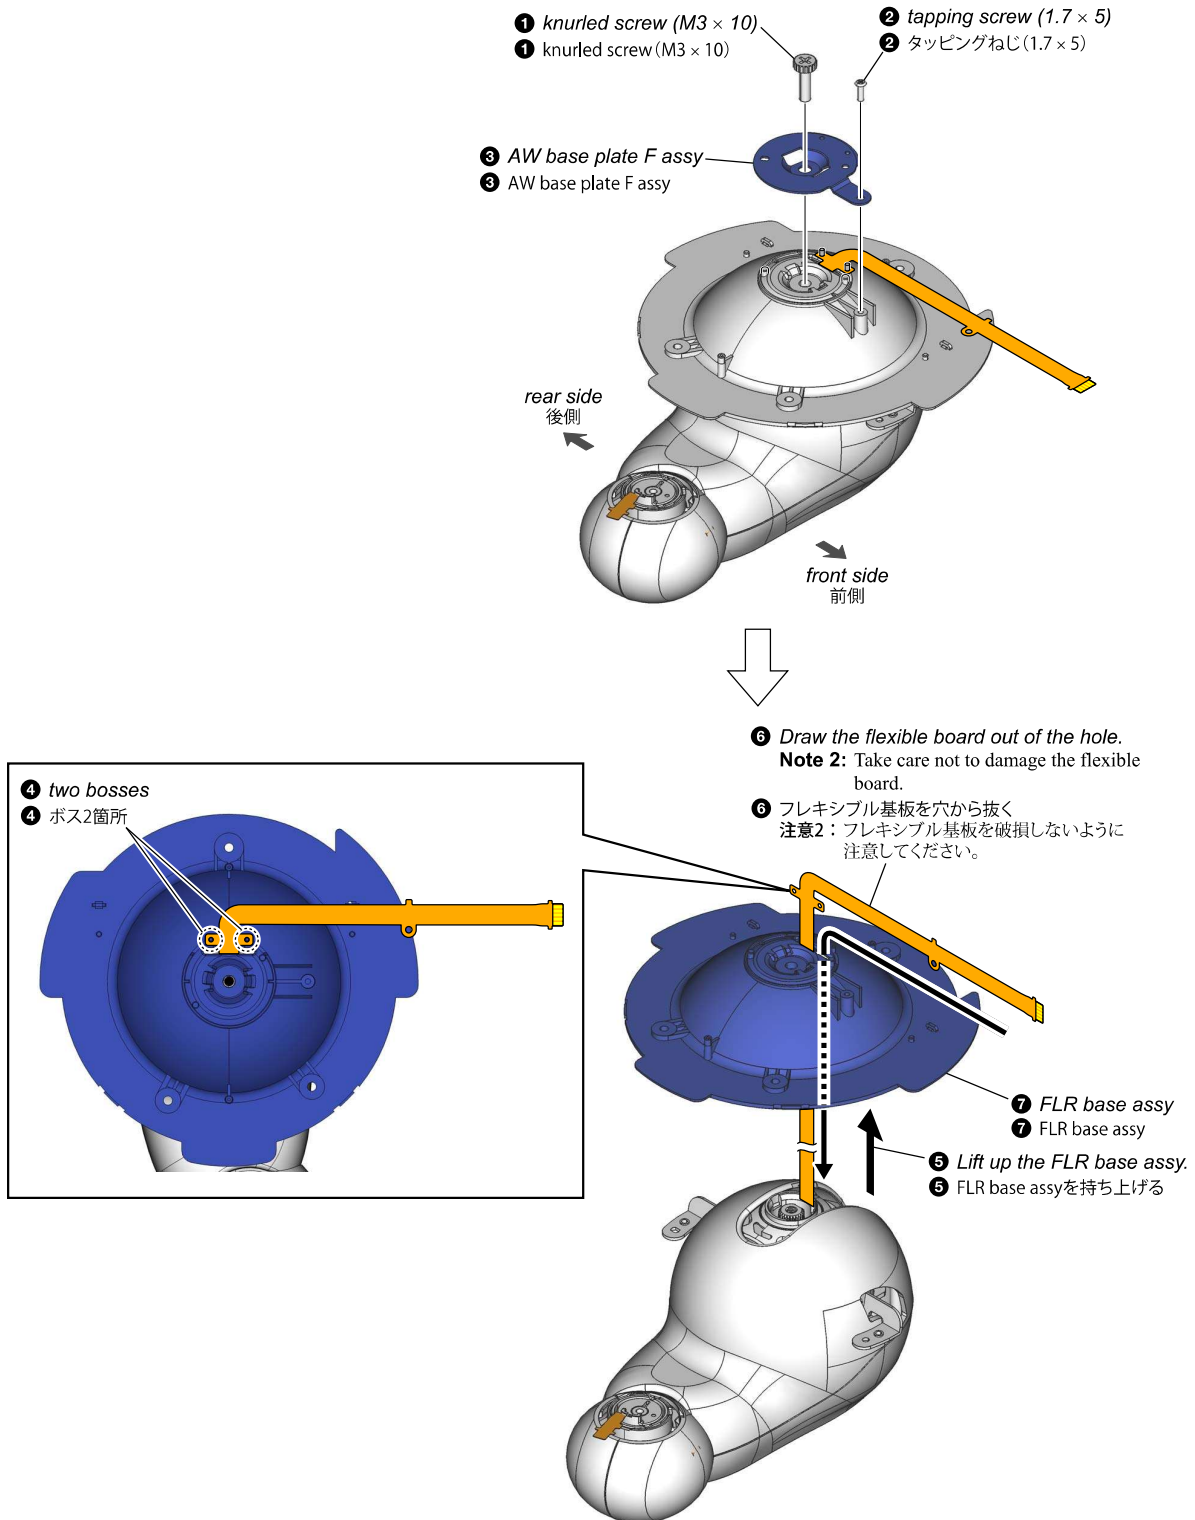 ❶ knurled screw (M3 × 10)
❶ knurled screw（M3 × 10）
❷ tapping screw (1.7 × 5)
❷ タッピングねじ（1.7 × 5）
❸ AW base plate F assy
❸ AW base plate F assy
rear side
後側
front side
前側
❻ Draw the flexible board out of the hole.
Note 2: Take care not to damage the flexible
board.
❻ フレキシブル基板を穴から抜く
注意2：フレキシブル基板を破損しないように
注意してください。
❹ two bosses
❹ ボス2箇所
❼ FLR base assy
❼ FLR base assy
❺ Lift up the FLR base assy.
❺ FLR base assyを持ち上げる